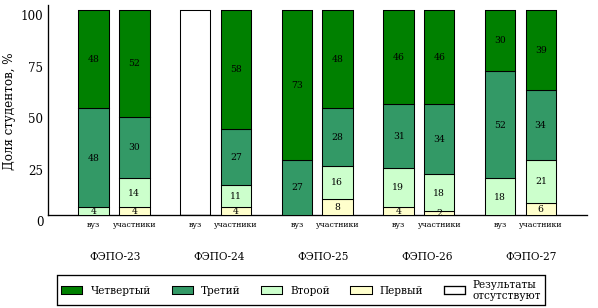 Доля студентов, %
100
75
50
25
0
48 52 58 73 48 46 46 30 39
48 30 27 27 28 31 34 52 34
4 14 11 16 19 18 18 21
4 4 8 4 2 6
вуз участники вуз участники вуз участники вуз участники вуз участники
ФЭПО-23 ФЭПО-24 ФЭПО-25 ФЭПО-26 ФЭПО-27
Четвертый Третий Второй Первый Результаты
отсутствуют